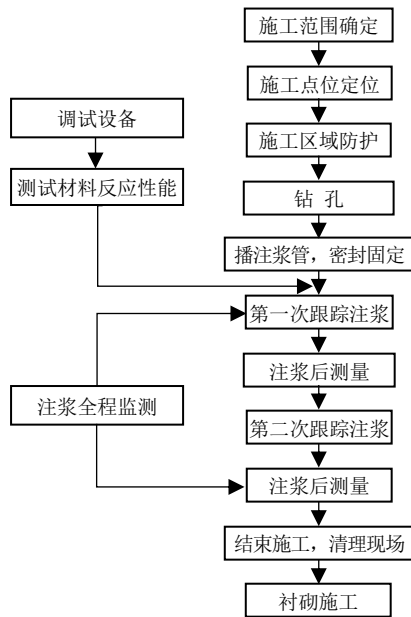 施工范围确定
施工点位定位
调试设备
施工区域防护
测试材料反应性能
钻 孔
播注浆管，密封固定
第一次跟踪注浆
注浆后测量
注浆全程监测
第二次跟踪注浆
注浆后测量
结束施工，清理现场
衬砌施工